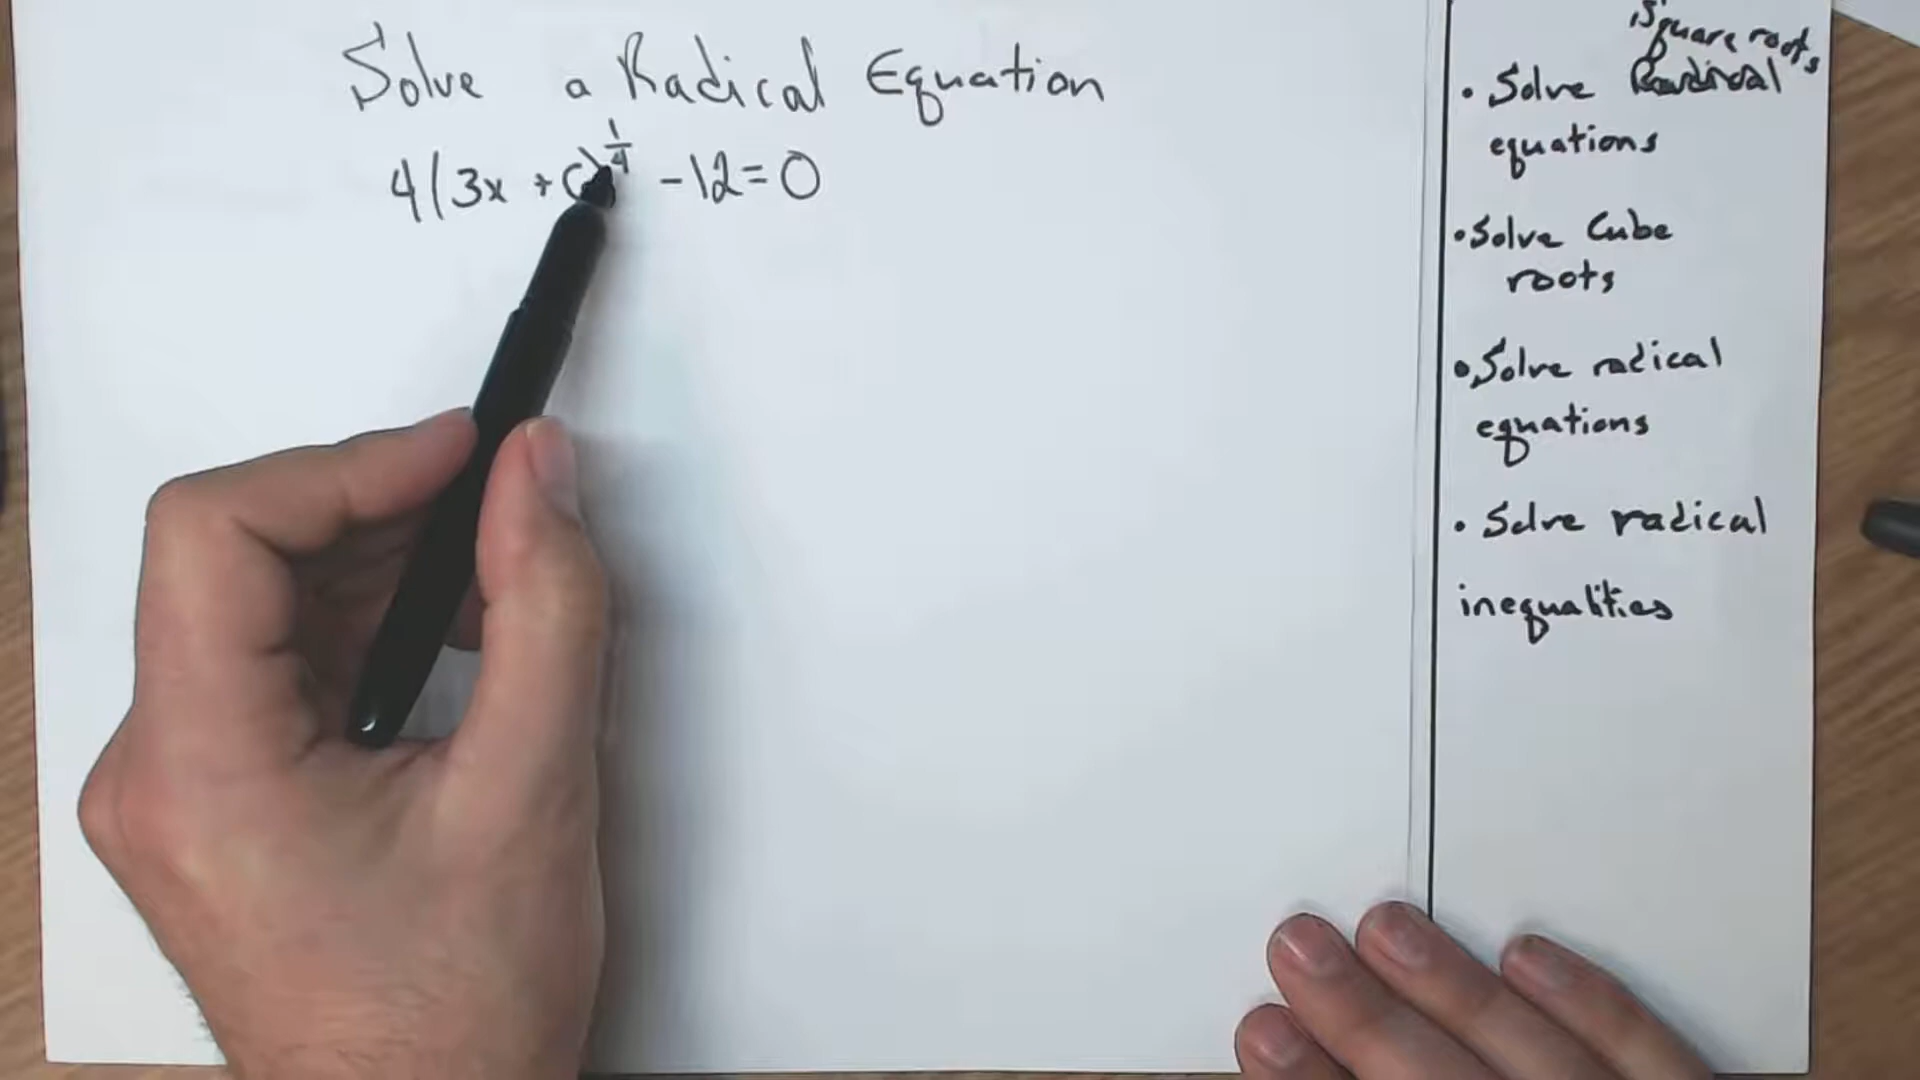 Solve a Radical Equation
4(3x + )^1/4 -12=0
Square roots
• Solve Radical
equations
• Solve Cube
roots
• Solve radical
equations
• Solve radical
inequalities